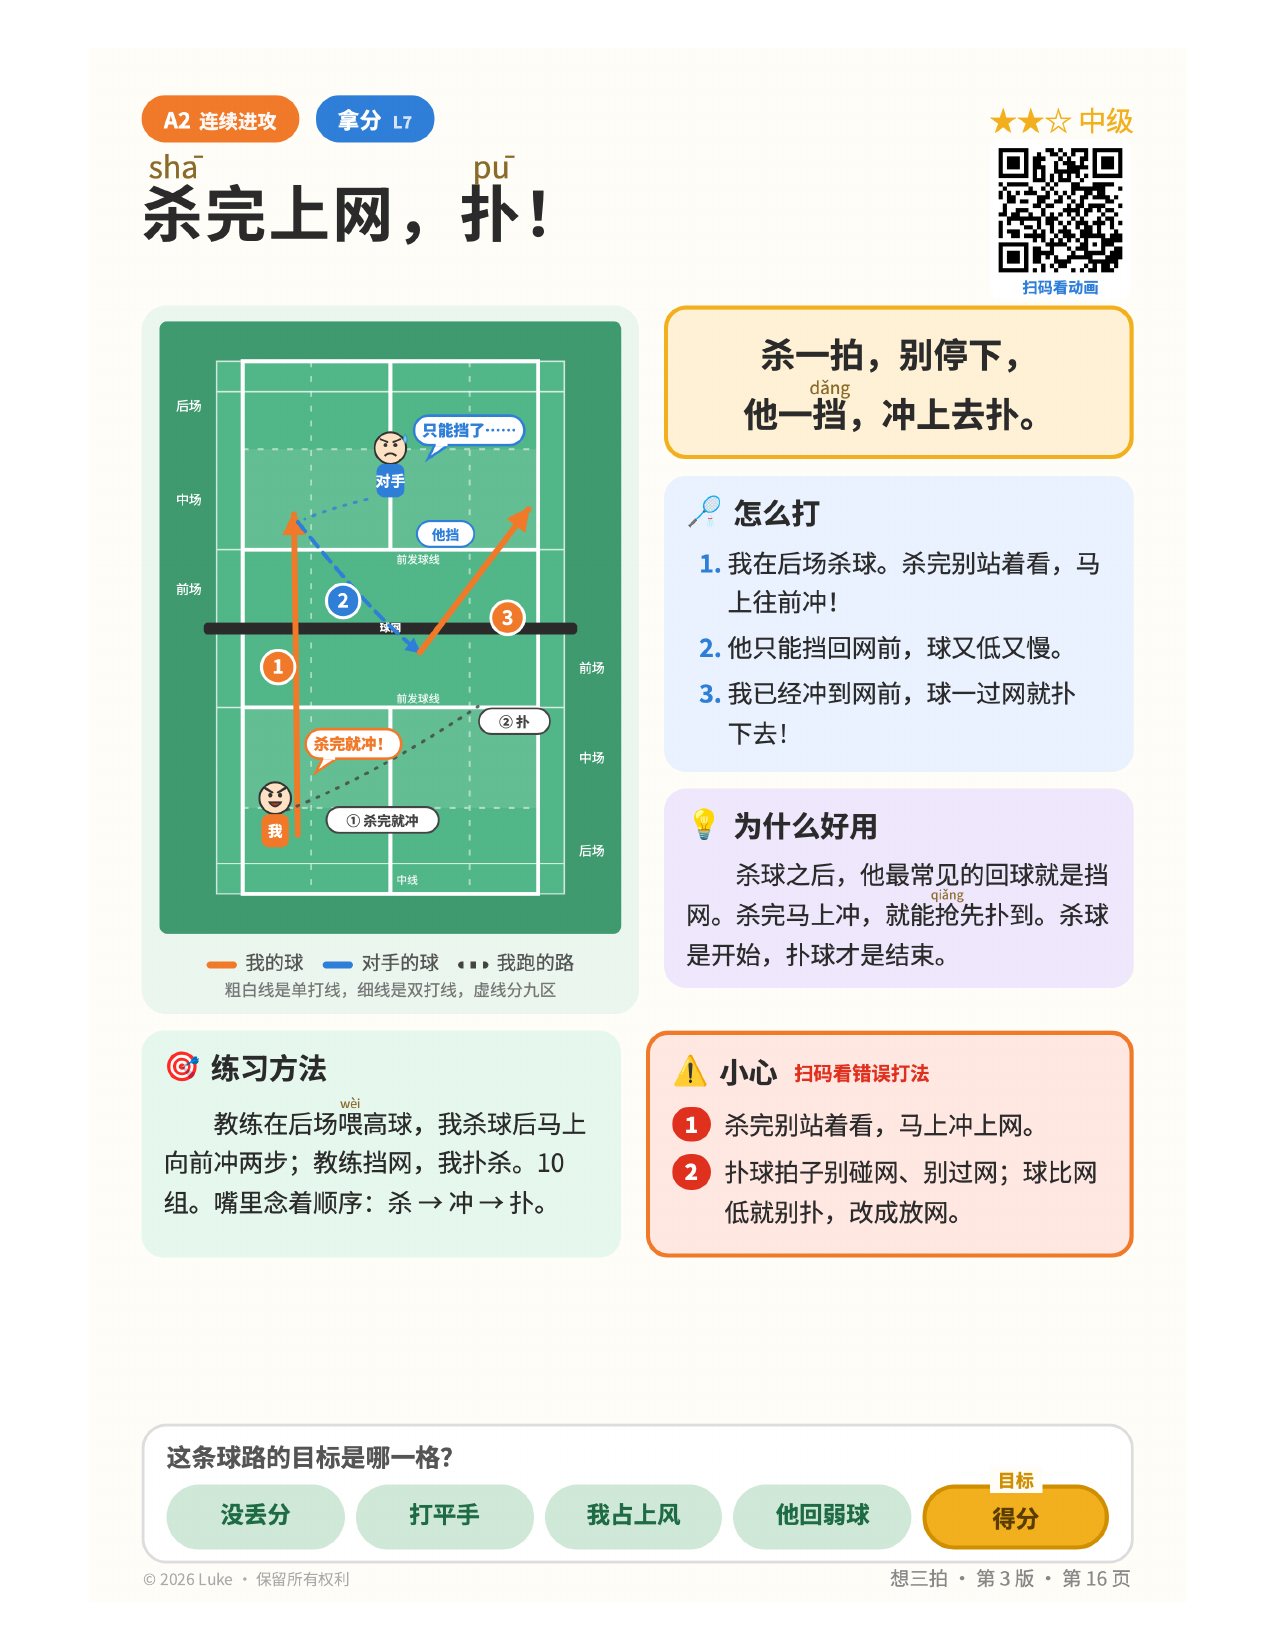 A2 连续进攻
拿分 L7
★★☆ 中级
shā pū
杀完上网，扑！
扫码看动画
后场
中场
前场
只能挡了……
对手
他挡
前发球线
2
球网
3
1
前场
前发球线
② 扑
杀完就冲！
中场
① 杀完就冲
我
后场
中线
我的球 对手的球 我跑的路
粗白线是单打线，细线是双打线，虚线分九区
杀一拍，别停下，
dǎng
他一挡，冲上去扑。
怎么打
1. 我在后场杀球。杀完别站着看，马
上往前冲！
2. 他只能挡回网前，球又低又慢。
3. 我已经冲到网前，球一过网就扑
下去！
为什么好用
杀球之后，他最常见的回球就是挡
qiǎng
网。杀完马上冲，就能抢先扑到。杀球
是开始，扑球才是结束。
练习方法
wèi
教练在后场喂高球，我杀球后马上
向前冲两步；教练挡网，我扑杀。10
组。嘴里念着顺序：杀 → 冲 → 扑。
小心 扫码看错误打法
1 杀完别站着看，马上冲上网。
2 扑球拍子别碰网、别过网；球比网
低就别扑，改成放网。
这条球路的目标是哪一格？
目标
没丢分 打平手 我占上风 他回弱球 得分
© 2026 Luke · 保留所有权利
想三拍 · 第 3 版 · 第 16 页